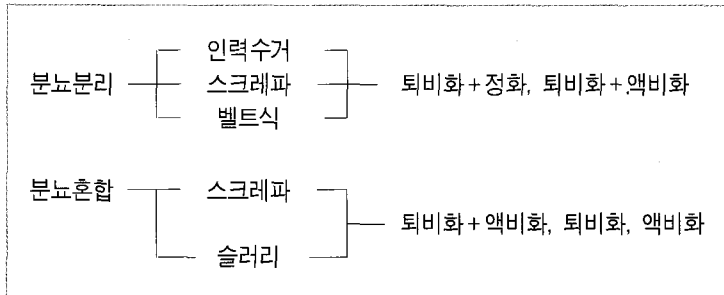 인력수거
분뇨분리 스크레파 퇴비화+정화, 퇴비화+액비화
벨트식
분뇨혼합 스크레파
퇴비화+액비화, 퇴비화, 액비화
슬러리